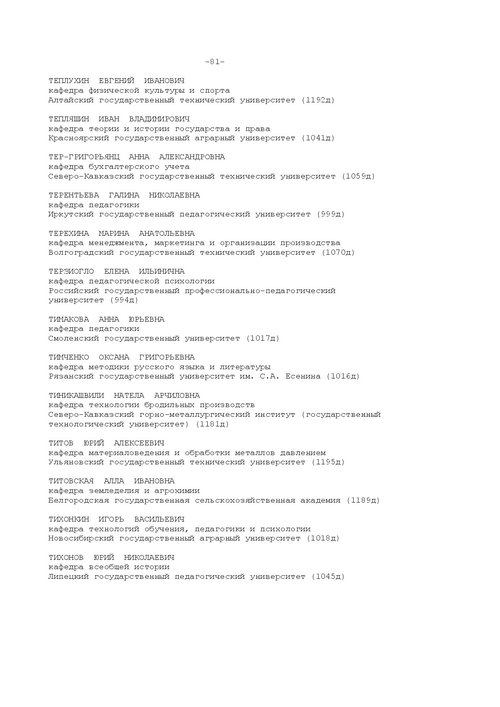 -81-
ТЕПЛУХИН ЕВГЕНИЙ ИВАНОВИЧ
кафедра физической культуры и спорта
Алтайский государственный технический университет (1192д)
ТЕПЛЯШИН ИВАН ВЛАДИМИРОВИЧ
кафедра теории и истории государства и права
Красноярский государственный аграрный университет (1041д)
ТЕР-ГРИГОРЬЯНЦ АННА АЛЕКСАНДРОВНА
кафедра бухгалтерского учета
Северо-Кавказский государственный технический университет (1059д)
ТЕРЕНТЬЕВА ГАЛИНА НИКОЛАЕВНА
кафедра педагогики
Иркутский государственный педагогический университет (999д)
ТЕРЕХИНА МАРИНА АНАТОЛЬЕВНА
кафедра менеджмента, маркетинга и организации производства
Волгоградский государственный технический университет (1070д)
ТЕРЗИОГЛО ЕЛЕНА ИЛЬИНИЧНА
кафедра педагогической психологии
Российский государственный профессионально-педагогический
университет (994д)
ТИМАКОВА АННА ЮРЬЕВНА
кафедра педагогики
Смоленский государственный университет (1017д)
ТИМЧЕНКО ОКСАНА ГРИГОРЬЕВНА
кафедра методики русского языка и литературы
Рязанский государственный университет им. С.А. Есенина (1016д)
ТИНИКАШВИЛИ НАТЕЛА АРЧИЛОВНА
кафедра технологии бродильных производств
Северо-Кавказский горно-металлургический институт (государственный
технологический университет) (1181д)
ТИТОВ ЮРИЙ АЛЕКСЕЕВИЧ
кафедра материаловедения и обработки металлов давлением
Ульяновский государственный технический университет (1195д)
ТИТОВСКАЯ АЛЛА ИВАНОВНА
кафедра земледелия и агрохимии
Белгородская государственная сельскохозяйственная академия (1189д)
ТИХОНКИН ИГОРЬ ВАСИЛЬЕВИЧ
кафедра технологий обучения, педагогики и психологии
Новосибирский государственный аграрный университет (1018д)
ТИХОНОВ ЮРИЙ НИКОЛАЕВИЧ
кафедра всеобщей истории
Липецкий государственный педагогический университет (1045д)